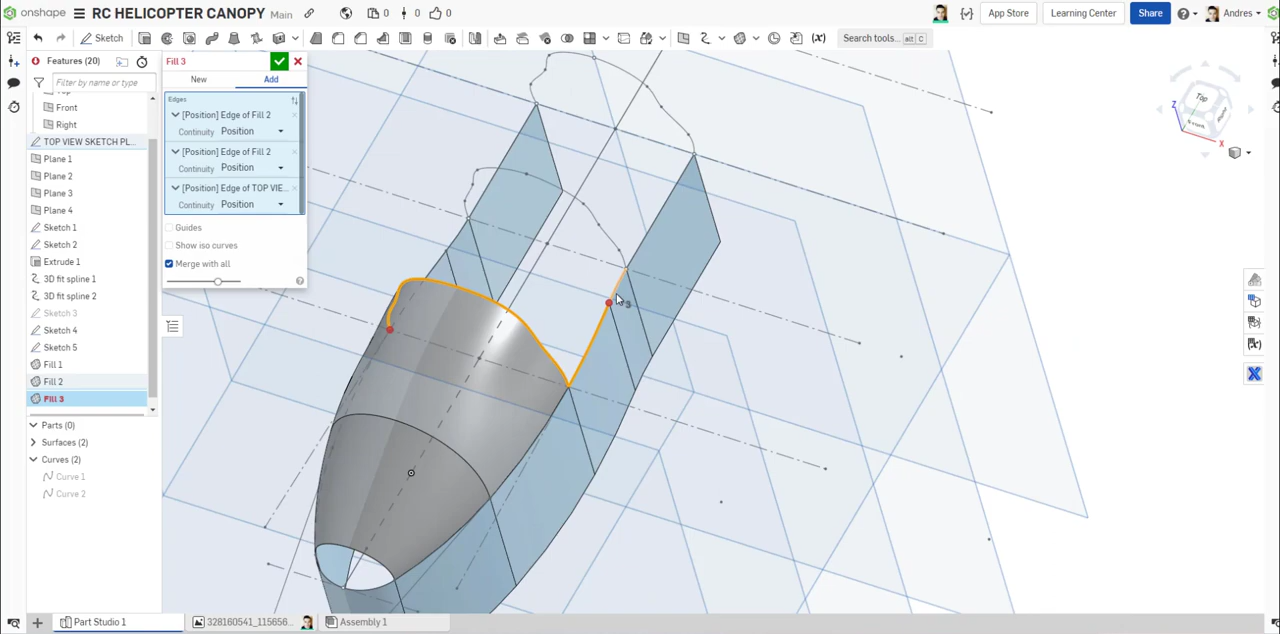 onshape RC HELICOPTER CANOPY Main 0 0 0 App Store Learning Center Share Andres
Sketch Search tools... alt C
Features (20)
Filter by name or type
Front
Right
TOP VIEW SKETCH PL...
Plane 1
Plane 2
Plane 3
Plane 4
Sketch 1
Sketch 2
Extrude 1
3D fit spline 1
3D fit spline 2
Sketch 3
Sketch 4
Sketch 5
Fill 1
Fill 2
Fill 3
Parts (0)
Surfaces (2)
Curves (2)
Curve 1
Curve 2
Fill 3
New Add
Edges
[Position] Edge of Fill 2
Continuity Position
[Position] Edge of Fill 2
Continuity Position
[Position] Edge of TOP VIE...
Continuity Position
Guides
Show iso curves
Merge with all
Top
Front
Z
X
Part Studio 1 328160541_115656... Assembly 1